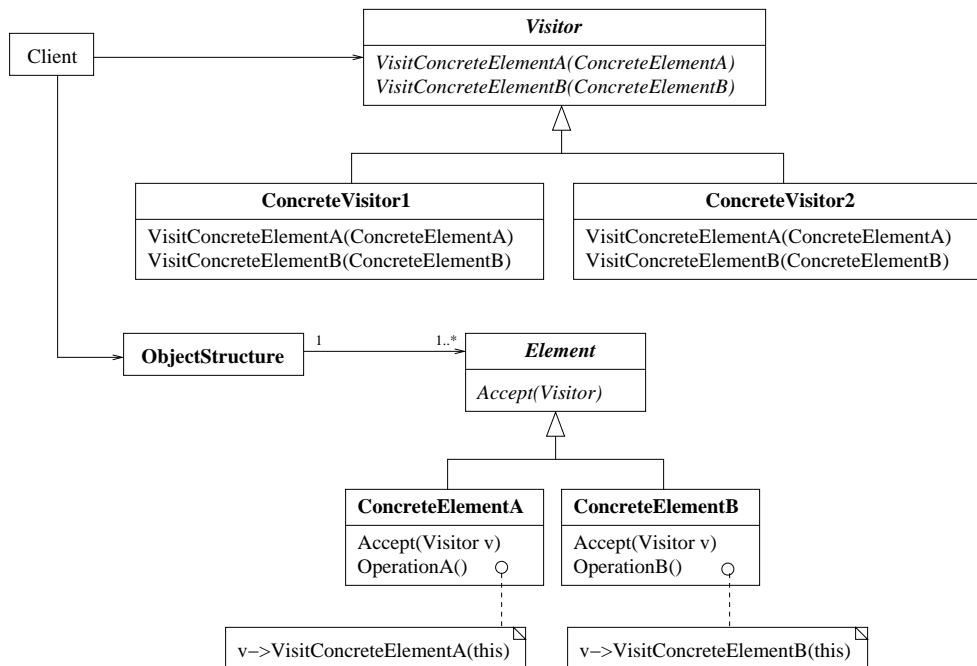 Visitor
Client
VisitConcreteElementA(ConcreteElementA)
VisitConcreteElementB(ConcreteElementB)
ConcreteVisitor1
VisitConcreteElementA(ConcreteElementA)
VisitConcreteElementB(ConcreteElementB)
ConcreteVisitor2
VisitConcreteElementA(ConcreteElementA)
VisitConcreteElementB(ConcreteElementB)
ObjectStructure
1
1..*
Element
Accept(Visitor)
ConcreteElementA
Accept(Visitor v)
OperationA()
ConcreteElementB
Accept(Visitor v)
OperationB()
v->VisitConcreteElementA(this)
v->VisitConcreteElementB(this)